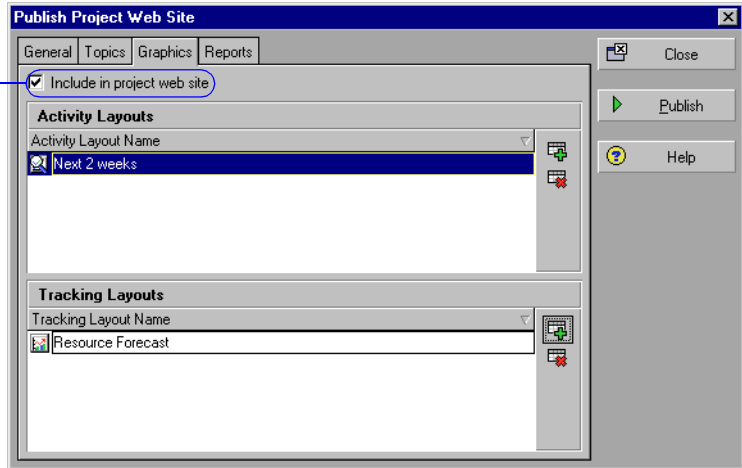 Publish Project Web Site
General Topics Graphics Reports
Close
Include in project web site
Publish
Activity Layouts
Activity Layout Name
Help
Next 2 weeks
Tracking Layouts
Tracking Layout Name
Resource Forecast